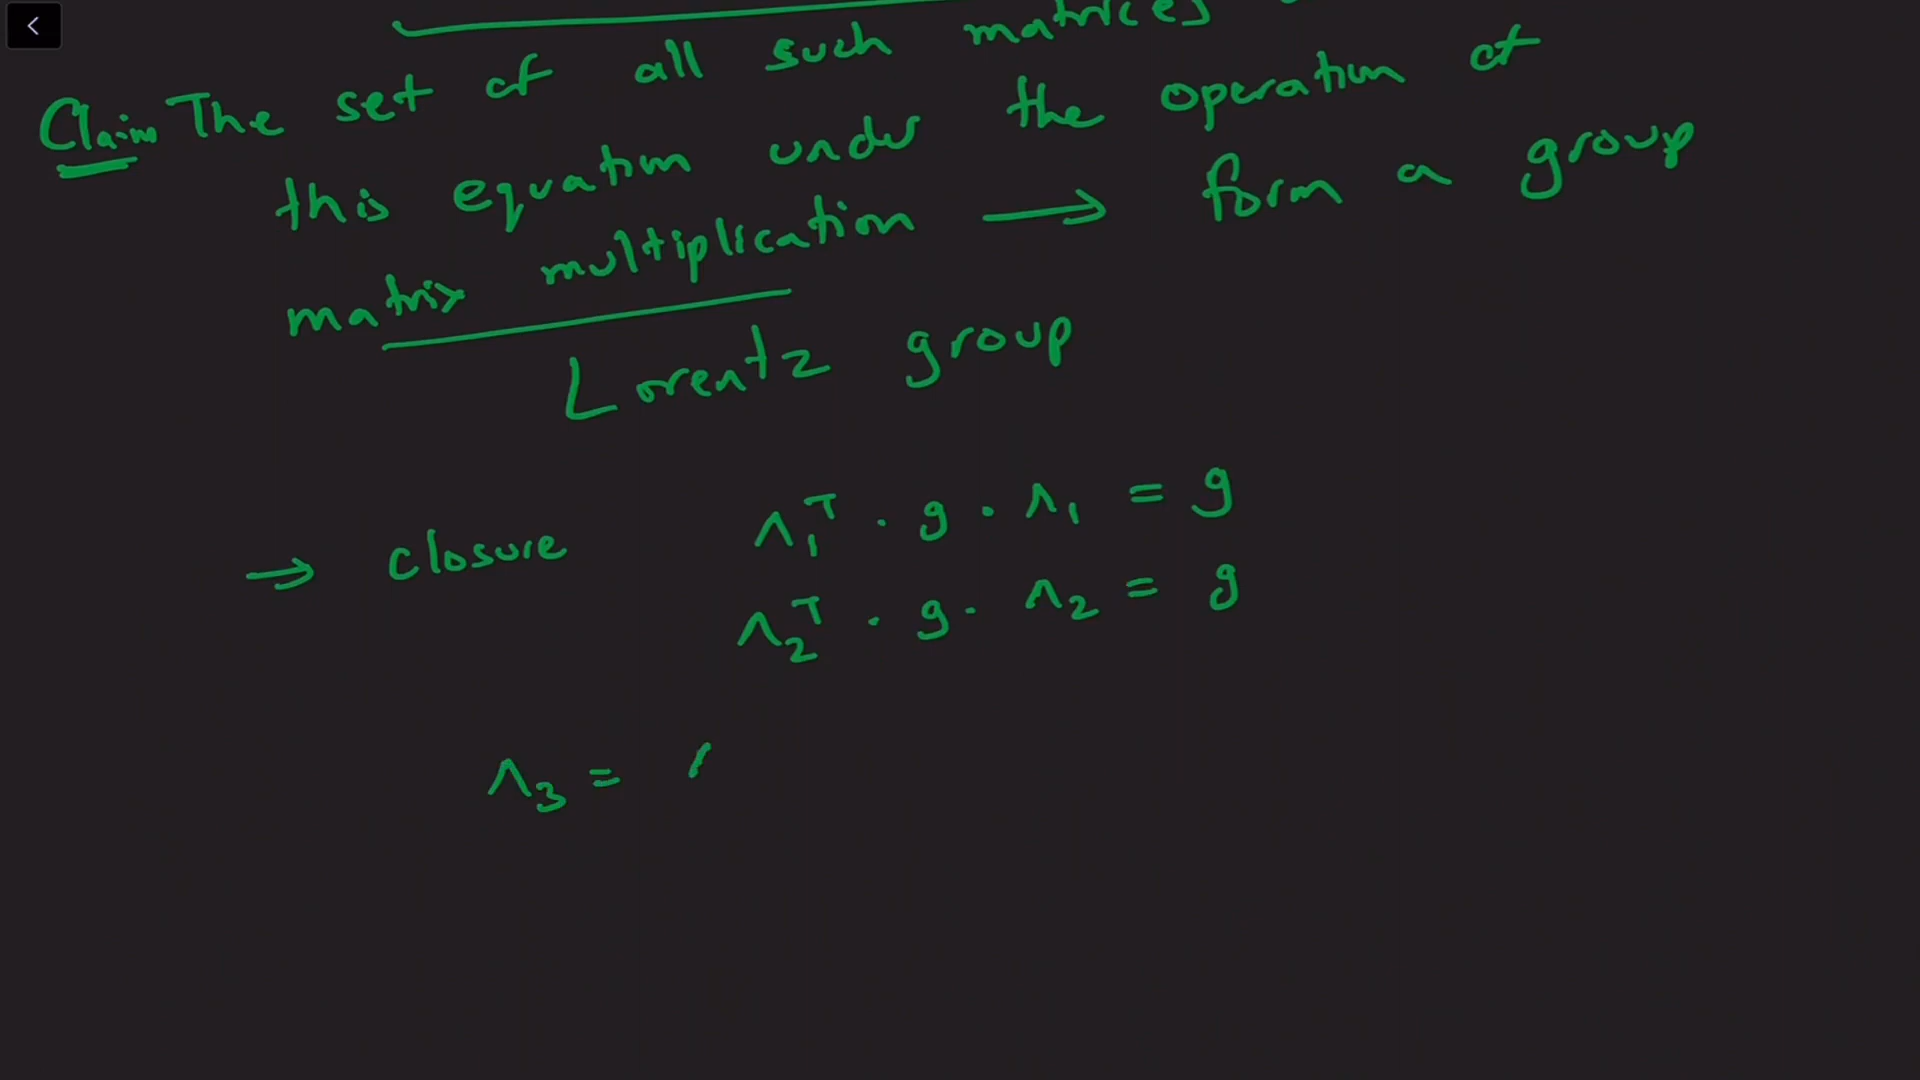 Claim The set of all such matrices
this equation under the operation of
matrix multiplication → form a group
Lorentz group
→ closure Λ₁ᵀ · g · Λ₁ = g
Λ₂ᵀ · g · Λ₂ = g
Λ₃ =